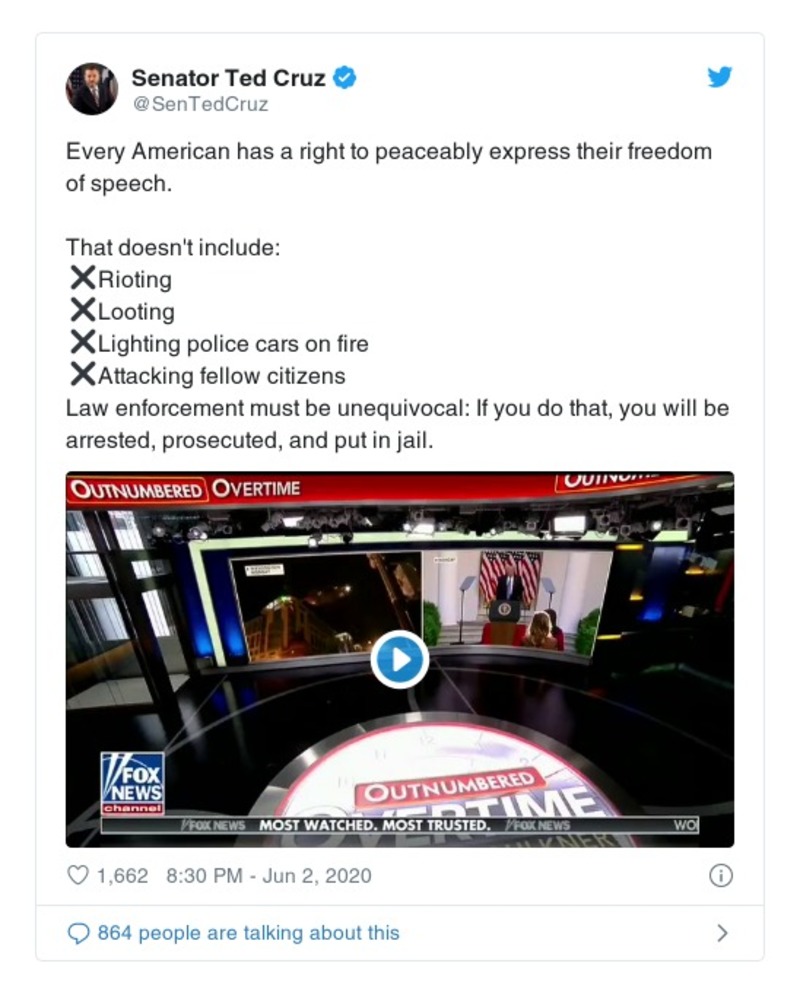 Senator Ted Cruz
@SenTedCruz
Every American has a right to peaceably express their freedom
of speech.
That doesn't include:
❌Rioting
❌Looting
❌Lighting police cars on fire
❌Attacking fellow citizens
Law enforcement must be unequivocal: If you do that, you will be
arrested, prosecuted, and put in jail.
OUTNUMBERED OVERTIME
OUTNUMBERED
OVERTIME
FOX
NEWS
channel
FOX NEWS MOST WATCHED. MOST TRUSTED. FOX NEWS WO
1,662 8:30 PM - Jun 2, 2020
864 people are talking about this